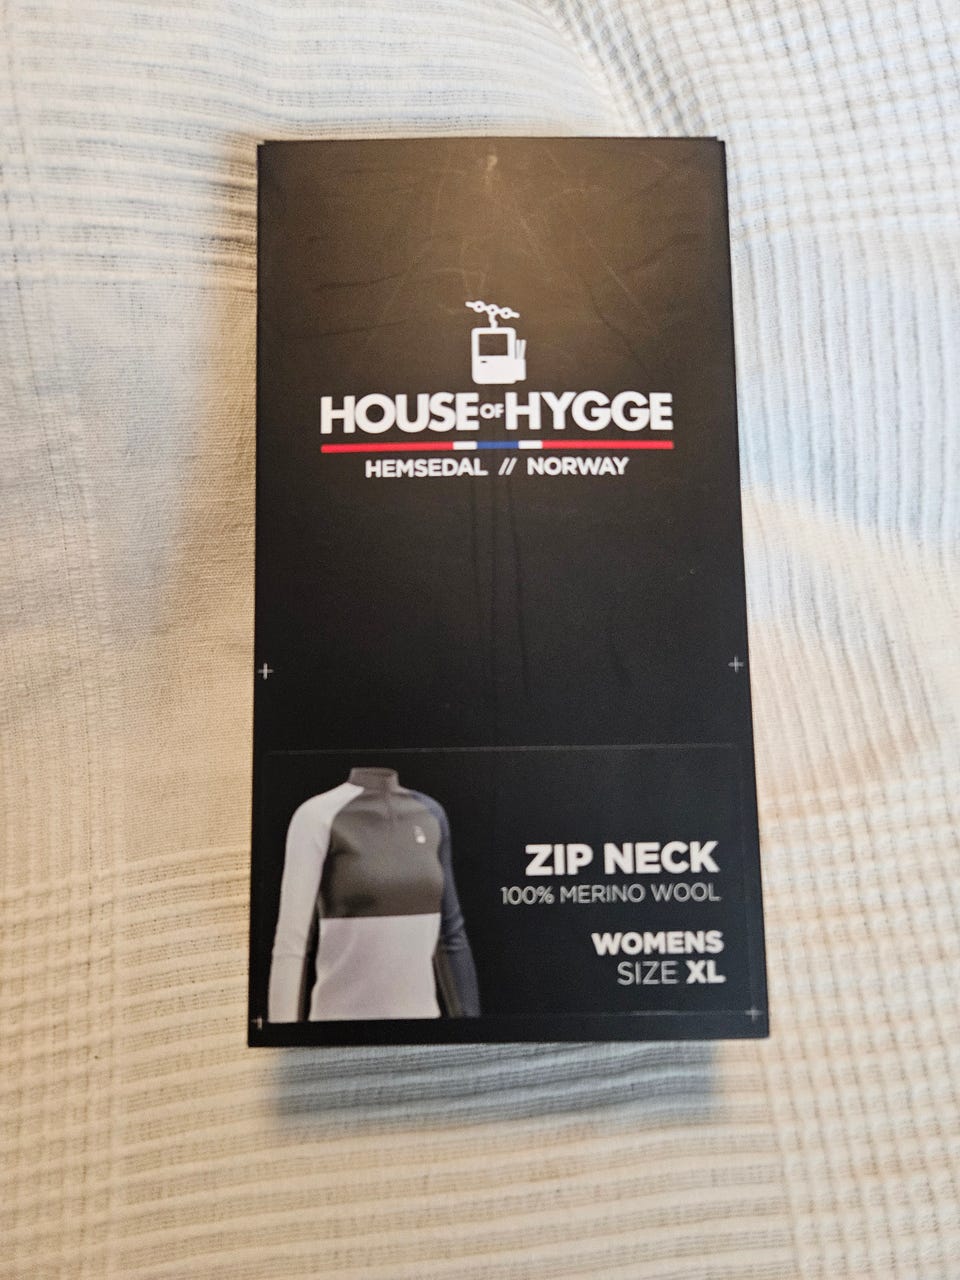 HOUSE OF HYGGE
HEMSEDAL // NORWAY
ZIP NECK
100% MERINO WOOL
WOMENS
SIZE XL